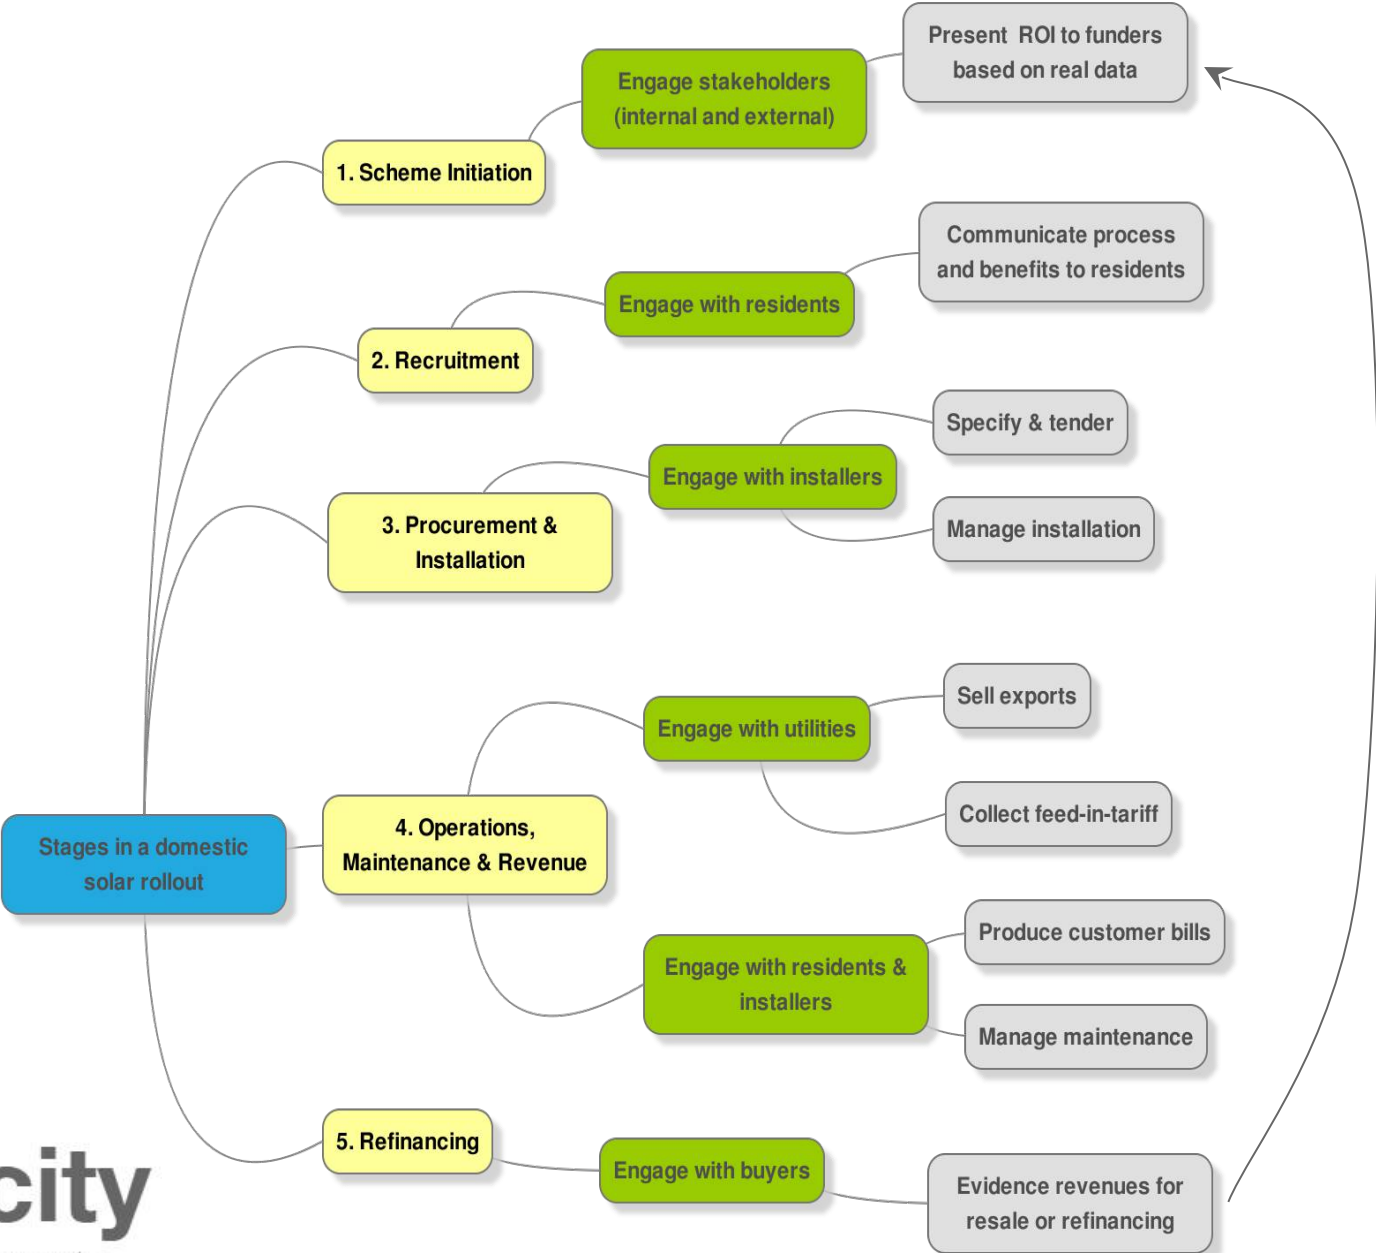 Present ROI to funders
based on real data
Engage stakeholders
(internal and external)
1. Scheme Initiation
Communicate process
and benefits to residents
Engage with residents
2. Recruitment
Specify & tender
Engage with installers
Manage installation
3. Procurement &
Installation
Sell exports
Engage with utilities
Collect feed-in-tariff
4. Operations,
Maintenance & Revenue
Stages in a domestic
solar rollout
Produce customer bills
Engage with residents &
installers
Manage maintenance
5. Refinancing
Engage with buyers
Evidence revenues for
resale or refinancing
city